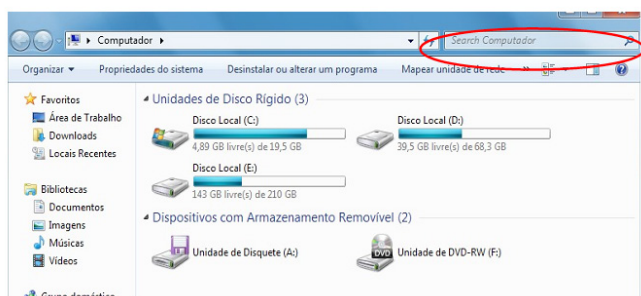 Computador
Search Computador
Organizar
Propriedades do sistema
Desinstalar ou alterar um programa
Mapear unidade de rede
»
Favoritos
Área de Trabalho
Downloads
Locais Recentes
Bibliotecas
Documentos
Imagens
Músicas
Vídeos
Grupo doméstico
Unidades de Disco Rígido (3)
Disco Local (C:)
4,89 GB livre(s) de 19,5 GB
Disco Local (D:)
39,5 GB livre(s) de 68,3 GB
Disco Local (E:)
143 GB livre(s) de 210 GB
Dispositivos com Armazenamento Removível (2)
Unidade de Disquete (A:)
DVD
Unidade de DVD-RW (F:)